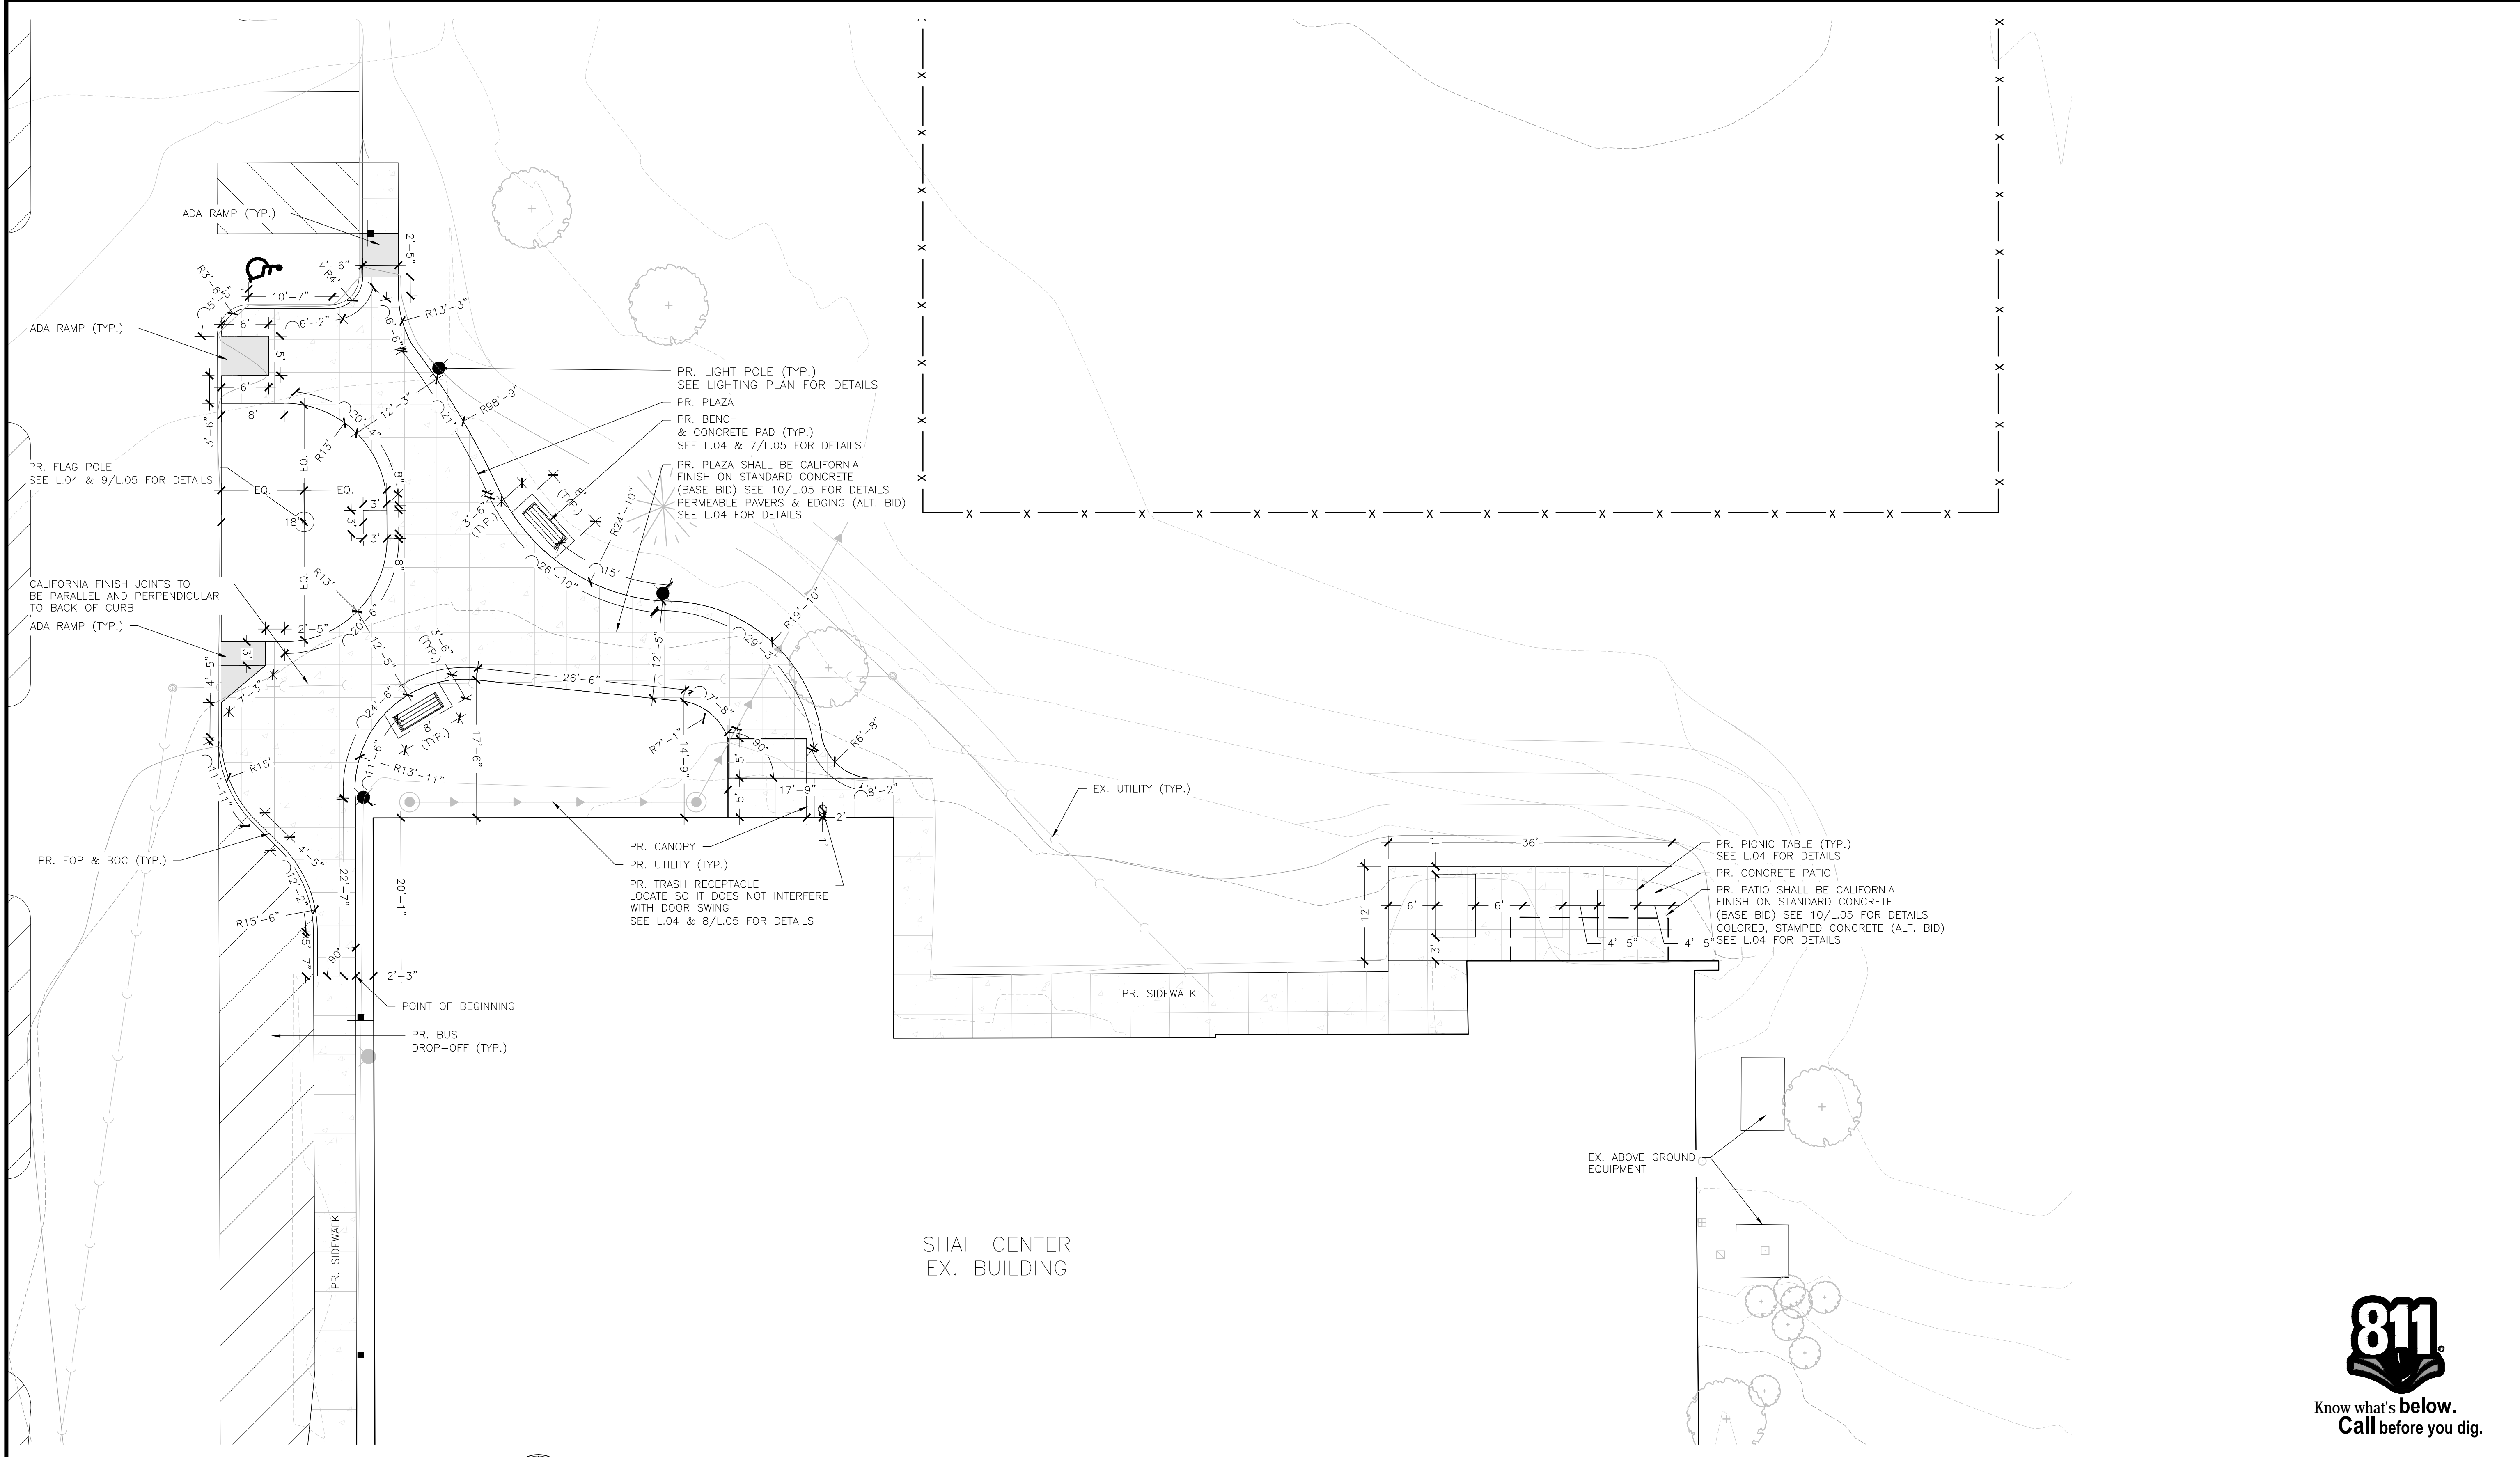 ADA RAMP (TYP.)
2'-5"
4'-6"
R4'
R3'-6"
5'-5"
10'-7"
R13'-3"
ADA RAMP (TYP.)
6'
6'-2"
6'-6"
5'
6'
8'
3'-6"
20'-4"
12'-3"
21'
R98'-9"
R13'
PR. LIGHT POLE (TYP.)
SEE LIGHTING PLAN FOR DETAILS
PR. PLAZA
PR. BENCH
& CONCRETE PAD (TYP.)
SEE L.04 & 7/L.05 FOR DETAILS
PR. PLAZA SHALL BE CALIFORNIA
FINISH ON STANDARD CONCRETE
(BASE BID) SEE 10/L.05 FOR DETAILS
PERMEABLE PAVERS & EDGING (ALT. BID)
SEE L.04 FOR DETAILS
PR. FLAG POLE
SEE L.04 & 9/L.05 FOR DETAILS
EQ.
EQ.
EQ.
EQ.
18'
3'
3'
3'
8"
8"
3'-6"
(TYP.)
8'
(TYP.)
R24'-10"
15'
26'-10"
R13'
20'-6"
CALIFORNIA FINISH JOINTS TO
BE PARALLEL AND PERPENDICULAR
TO BACK OF CURB
ADA RAMP (TYP.)
2'-5"
3'
4'-5"
7'-3"
12'-5"
3'-6"
(TYP.)
12'-5"
R19'-10"
29'-3"
26'-6"
24'-6"
8'
(TYP.)
7'-8"
R7'-1"
R6'-8"
90°
17'-6"
14'-6"
5'
5'
17'-9"
8'-2"
2'
1'
R15'
11'-11"
11'-6"
R13'-11"
PR. EOP & BOC (TYP.)
4'-5"
12'-2"
R15'-6"
22'-7"
20'-1"
5'-7"
90°
2'-3"
PR. CANOPY
PR. UTILITY (TYP.)
PR. TRASH RECEPTACLE
LOCATE SO IT DOES NOT INTERFERE
WITH DOOR SWING
SEE L.04 & 8/L.05 FOR DETAILS
EX. UTILITY (TYP.)
36'
12'
6'
6'
3'
4'-5"
4'-5"
PR. PICNIC TABLE (TYP.)
SEE L.04 FOR DETAILS
PR. CONCRETE PATIO
PR. PATIO SHALL BE CALIFORNIA
FINISH ON STANDARD CONCRETE
(BASE BID) SEE 10/L.05 FOR DETAILS
COLORED, STAMPED CONCRETE (ALT. BID)
SEE L.04 FOR DETAILS
PR. SIDEWALK
POINT OF BEGINNING
PR. BUS
DROP-OFF (TYP.)
PR. SIDEWALK
EX. ABOVE GROUND
EQUIPMENT
SHAH CENTER
EX. BUILDING
811®
Know what's below.
Call before you dig.